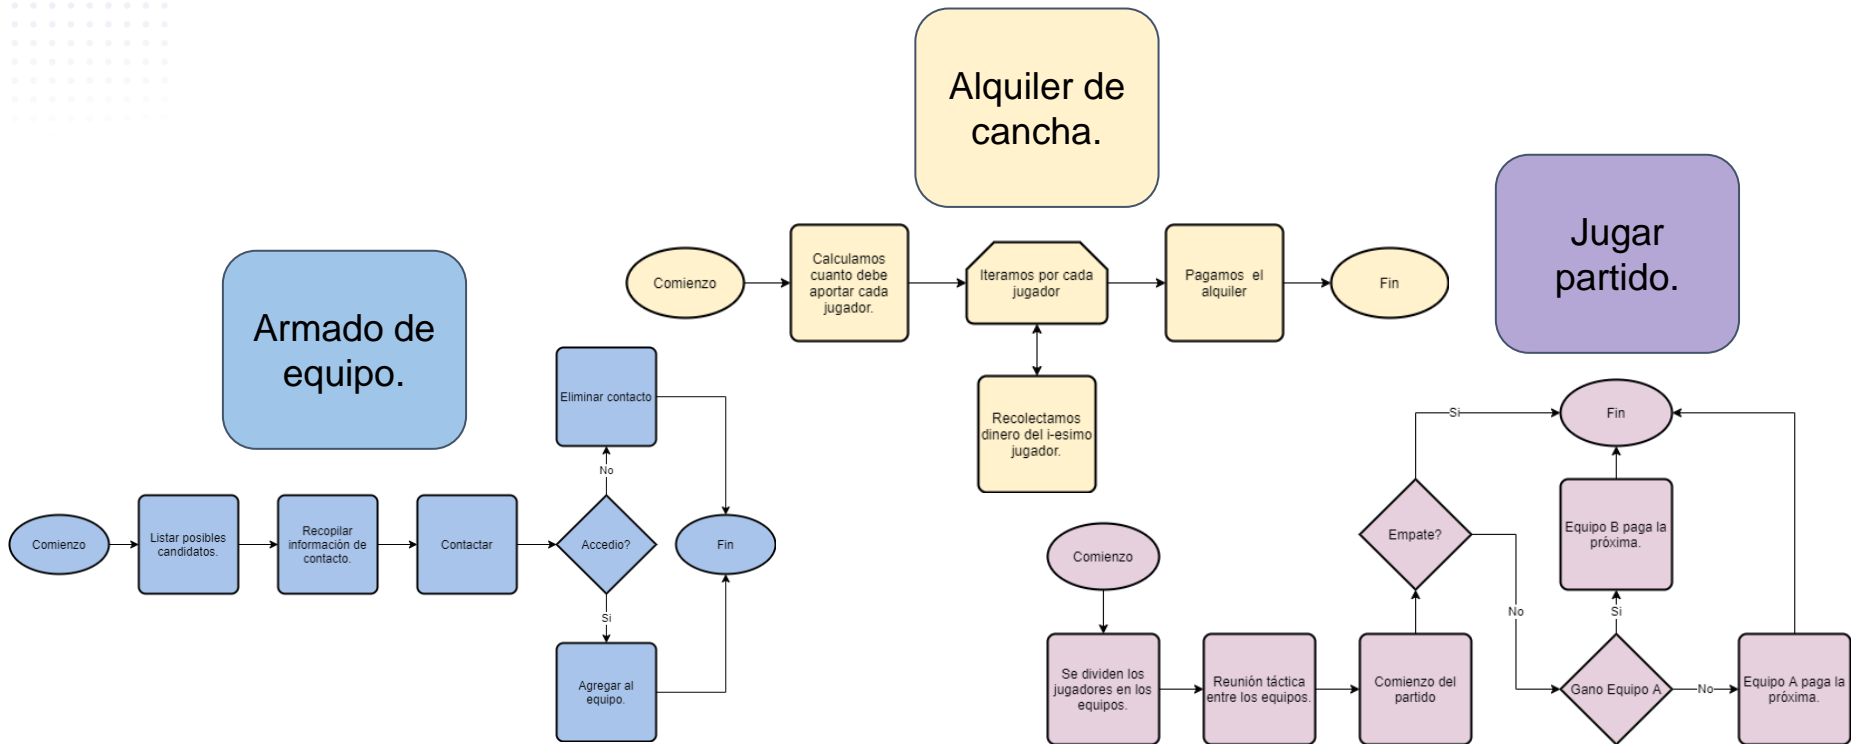 Alquiler de
cancha.
Jugar
partido.
Armado de
equipo.
Comienzo
Calculamos
cuanto debe
aportar cada
jugador.
Iteramos por cada
jugador
Pagamos el
alquiler
Fin
Recolectamos
dinero del i-esimo
jugador.
Comienzo
Listar posibles
candidatos.
Recopilar
información de
contacto.
Contactar
Accedio?
No
Eliminar contacto
Si
Agregar al
equipo.
Fin
Comienzo
Se dividen los
jugadores en los
equipos.
Reunión táctica
entre los equipos.
Comienzo del
partido
Empate?
Si
No
Gano Equipo A
Si
Equipo B paga la
próxima.
No
Equipo A paga la
próxima.
Fin